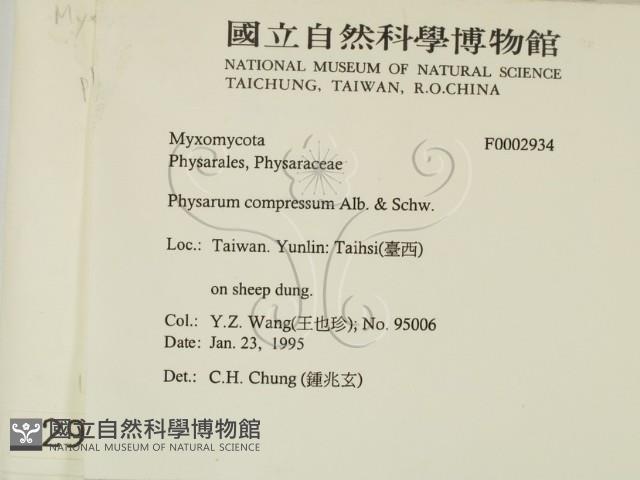 My
國立自然科學博物館
NATIONAL MUSEUM OF NATURAL SCIENCE
TAICHUNG, TAIWAN, R.O.CHINA
Myxomycota F0002934
Physarales, Physaraceae
Physarum compressum Alb. & Schw.
Loc.: Taiwan. Yunlin: Taihsi(臺西)
on sheep dung.
Col.: Y.Z. Wang(王也珍); No. 95006
Date: Jan. 23, 1995
Det.: C.H. Chung (鍾兆玄)
29
國立自然科學博物館
NATIONAL MUSEUM OF NATURAL SCIENCE